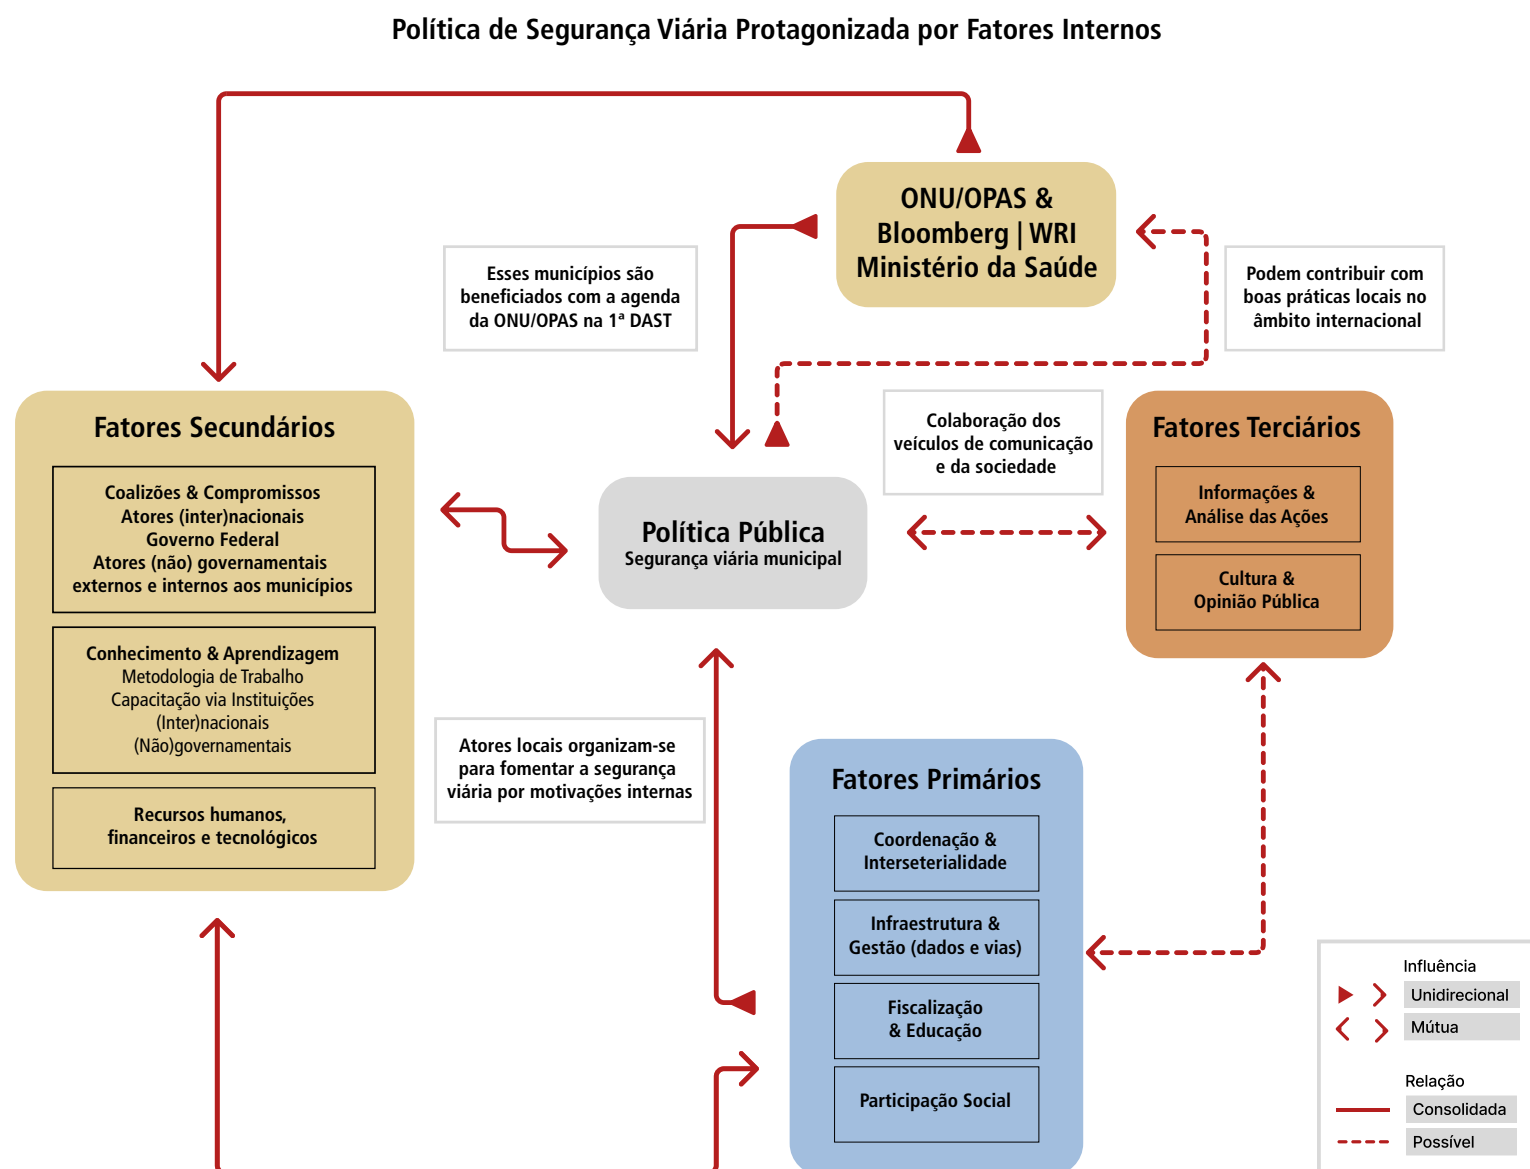 Política de Segurança Viária Protagonizada por Fatores Internos
ONU/OPAS &
Bloomberg | WRI
Ministério da Saúde
Esses municípios são
beneficiados com a agenda
da ONU/OPAS na 1ª DAST
Podem contribuir com
boas práticas locais no
âmbito internacional
Fatores Secundários
Coalizões & Compromissos
Atores (inter)nacionais
Governo Federal
Atores (não) governamentais
externos e internos aos municípios
Conhecimento & Aprendizagem
Metodologia de Trabalho
Capacitação via Instituições
(Inter)nacionais
(Não)governamentais
Recursos humanos,
financeiros e tecnológicos
Política Pública
Segurança viária municipal
Colaboração dos
veículos de comunicação
e da sociedade
Fatores Terciários
Informações &
Análise das Ações
Cultura &
Opinião Pública
Atores locais organizam-se
para fomentar a segurança
viária por motivações internas
Fatores Primários
Coordenação &
Interseterialidade
Infraestrutura &
Gestão (dados e vias)
Fiscalização
& Educação
Participação Social
Influência
Unidirecional
Mútua
Relação
Consolidada
Possível